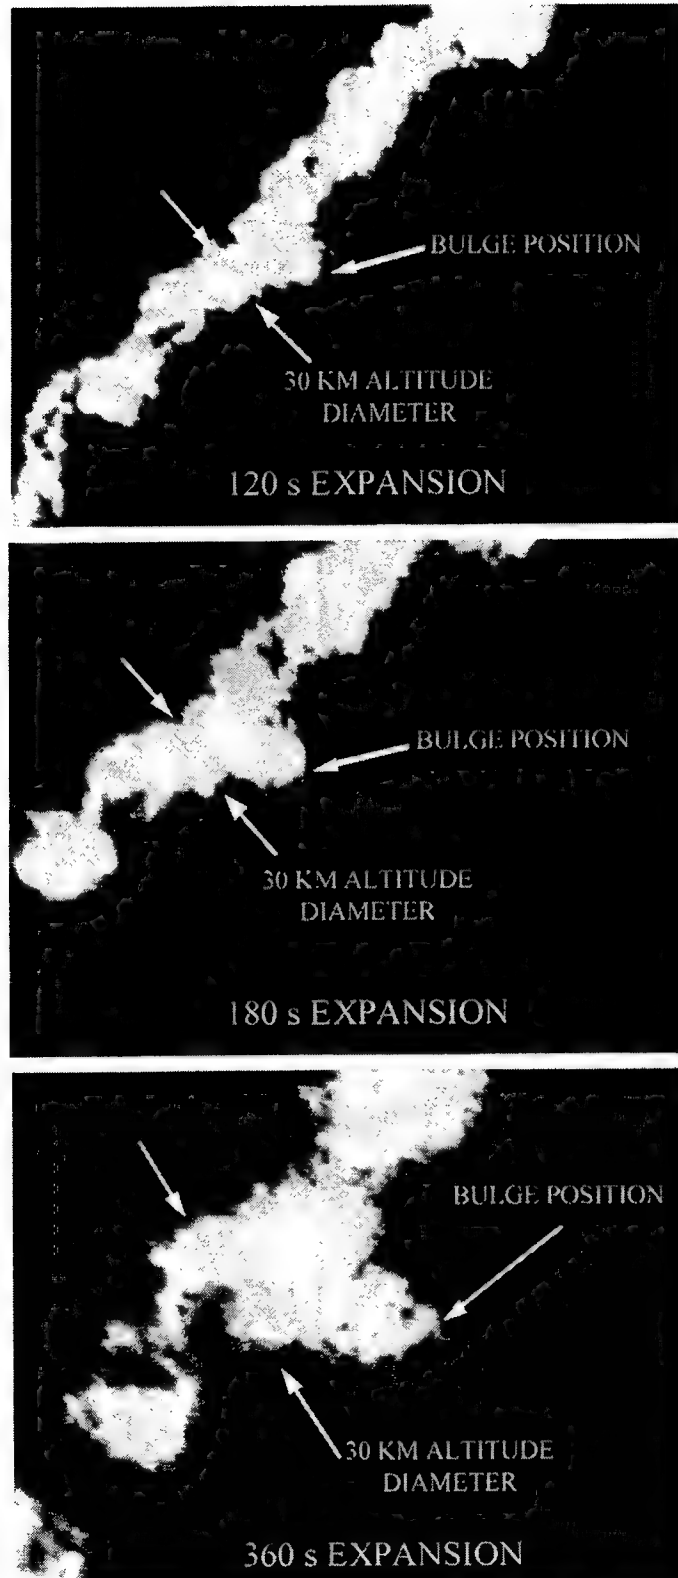 BULGE POSITION
30 KM ALTITUDE
DIAMETER
120 s EXPANSION
BULGE POSITION
30 KM ALTITUDE
DIAMETER
180 s EXPANSION
BULGE POSITION
30 KM ALTITUDE
DIAMETER
360 s EXPANSION